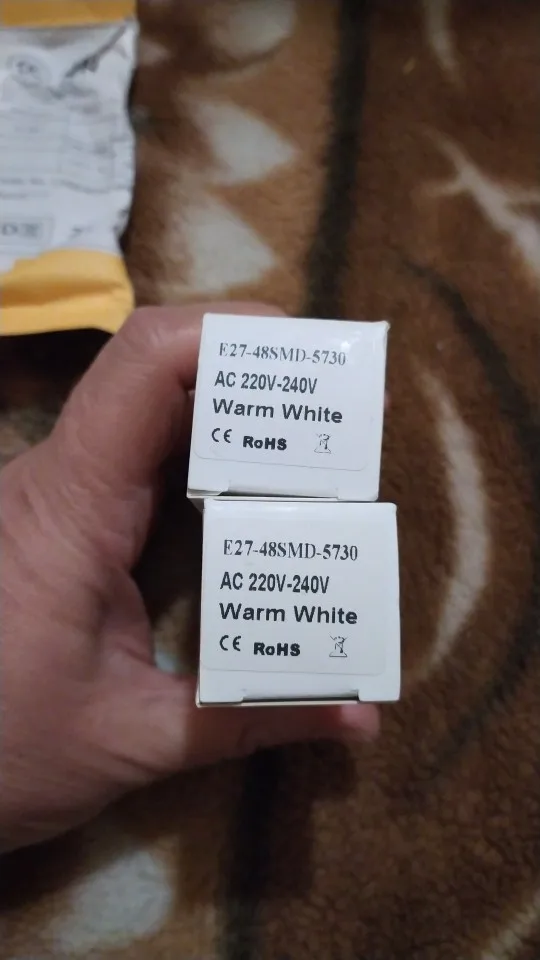 E27-48SMD-5730
AC 220V-240V
Warm White
CE RoHS
E27-48SMD-5730
AC 220V-240V
Warm White
CE RoHS